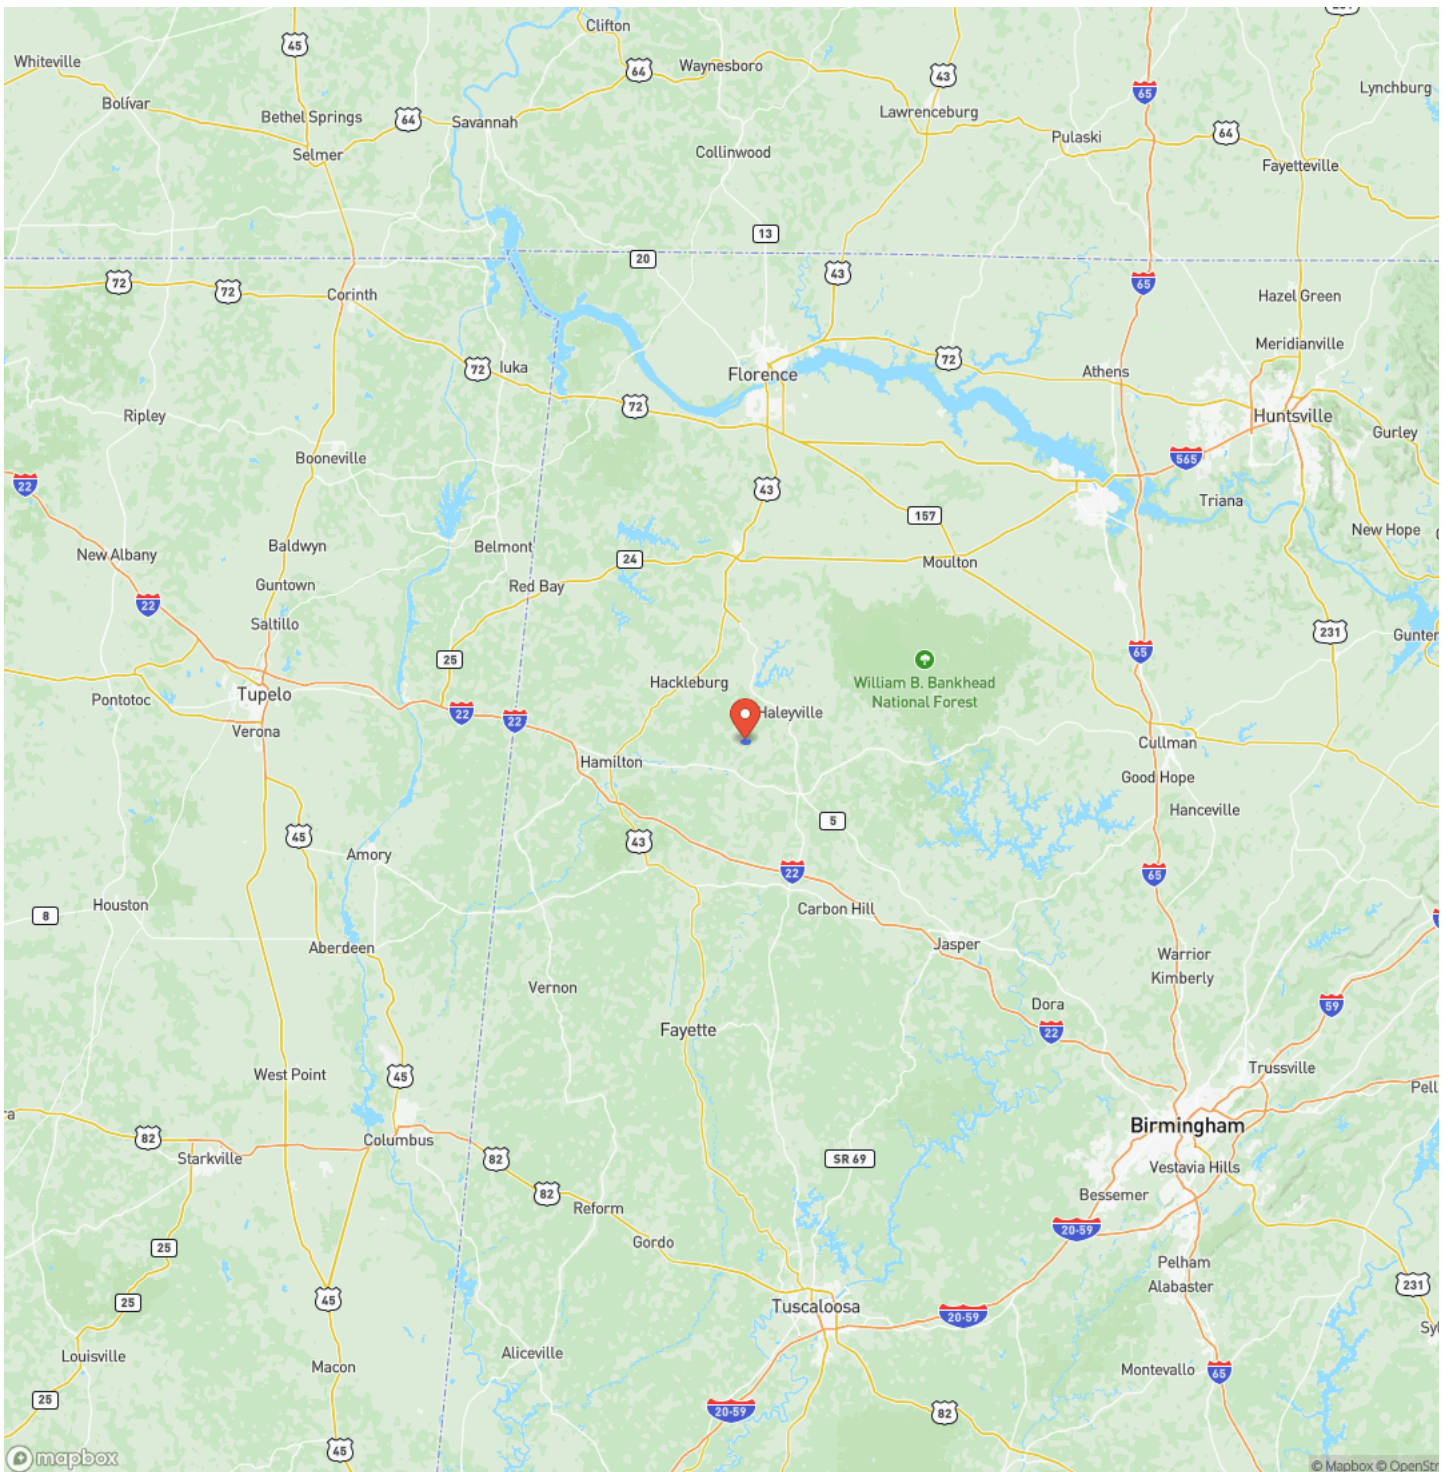 Clifton
45
Whiteville
64
Waynesboro
43
65
Lynchburg
Bolívar
Bethel Springs
64
Savannah
Lawrenceburg
Pulaski
64
Selmer
Collinwood
Fayetteville
13
20
43
72
72
65
Corinth
Hazel Green
Meridianville
72
Iuka
72
Athens
Florence
72
Ripley
Huntsville
Gurley
Booneville
565
22
43
Triana
157
New Hope
Baldwyn
Belmont
New Albany
24
Moulton
Guntown
Red Bay
22
Saltillo
231
Gunter
25
65
William B. Bankhead
National Forest
Hackleburg
Tupelo
Pontotoc
22
22
Haleyville
Verona
Cullman
Hamilton
Good Hope
Hanceville
45
5
43
Amory
22
65
Houston
8
Carbon Hill
Aberdeen
Jasper
Warrior
Kimberly
Vernon
Dora
59
Fayette
22
Trussville
West Point
45
Pell
ra
Birmingham
82
Columbus
Starkville
82
SR 69
Vestavia Hills
82
Bessemer
Reform
20-59
Gordo
25
Pelham
Alabaster
231
25
45
Tuscaloosa
20-59
Syl
Louisville
Aliceville
Macon
Montevallo
65
25
20-59
82
45
mapbox
© Mapbox © OpenStr